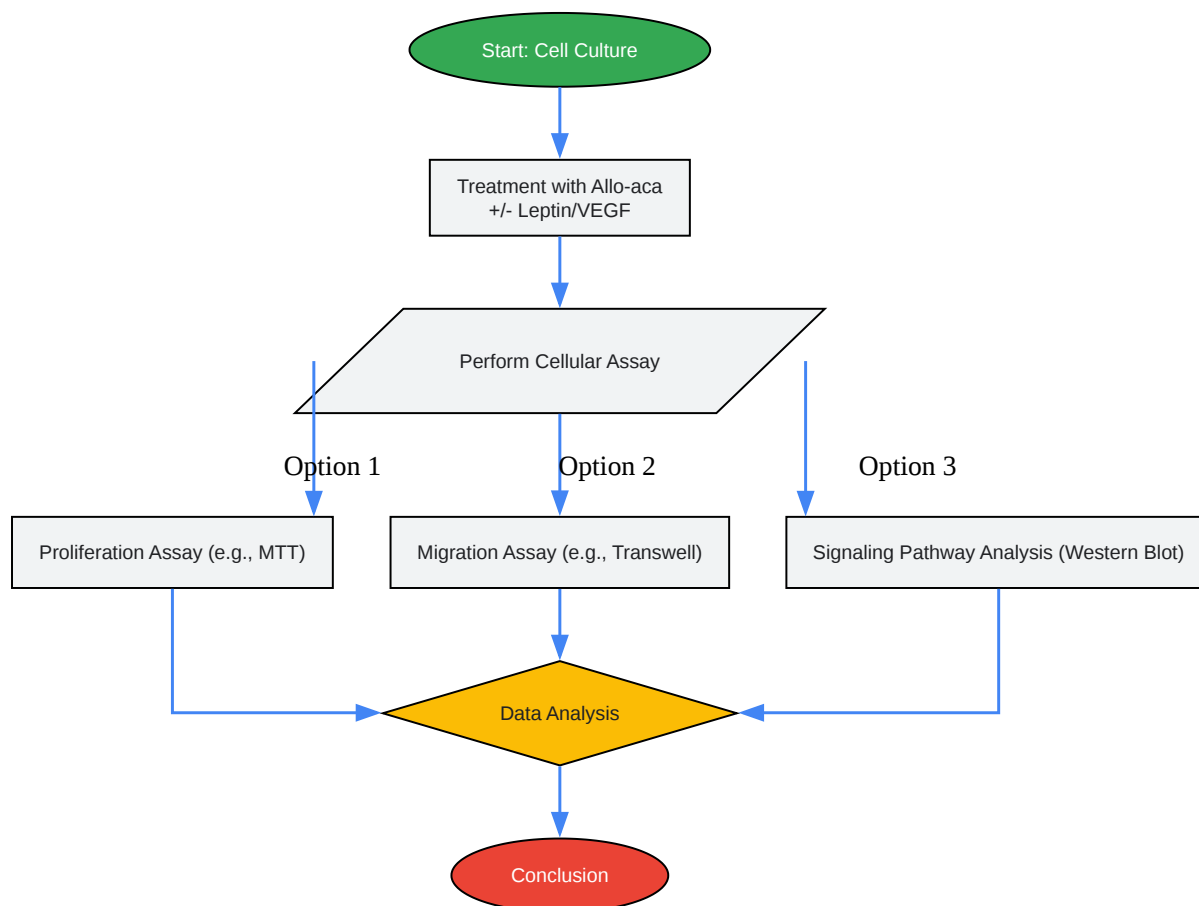 Start: Cell Culture
Treatment with Allo-aca
+/- Leptin/VEGF
Perform Cellular Assay
Option 1
Option 2
Option 3
Proliferation Assay (e.g., MTT)
Migration Assay (e.g., Transwell)
Signaling Pathway Analysis (Western Blot)
Data Analysis
Conclusion